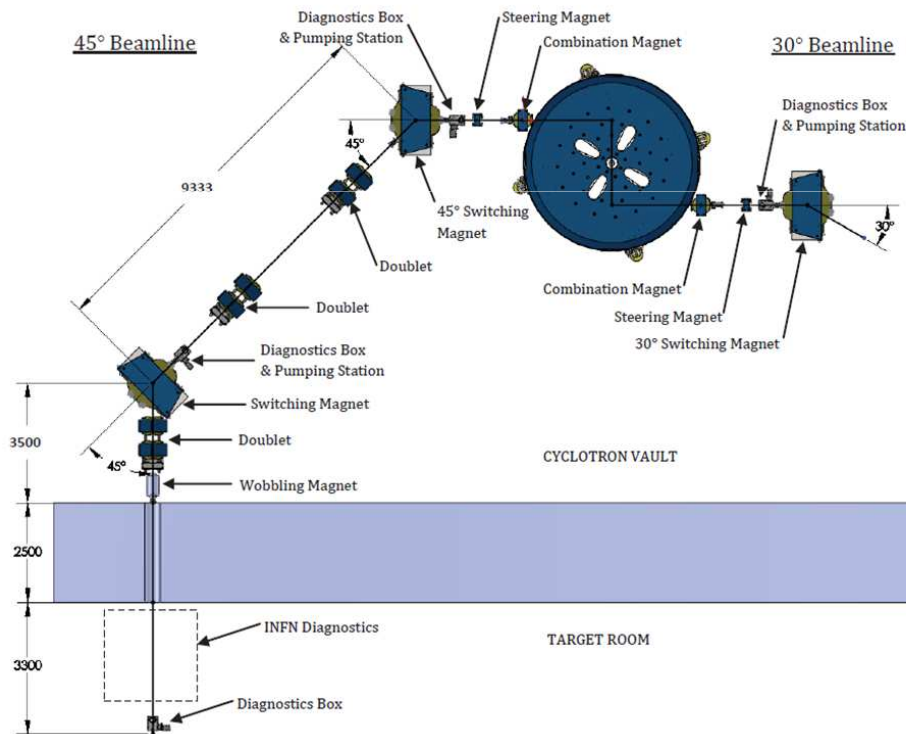 45° Beamline
Diagnostics Box
& Pumping Station
Steering Magnet
Combination Magnet
30° Beamline
Diagnostics Box
& Pumping Station
45°
9333
45° Switching
Magnet
30°
Doublet
Combination Magnet
Steering Magnet
30° Switching Magnet
Doublet
Diagnostics Box
& Pumping Station
Switching Magnet
3500
Doublet
45°
CYCLOTRON VAULT
Wobbling Magnet
2500
INFN Diagnostics
TARGET ROOM
3300
Diagnostics Box